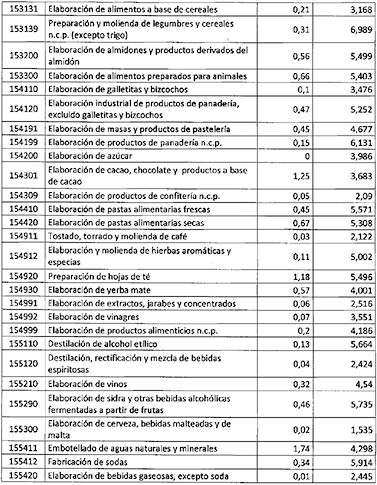 153131 Elaboración de alimentos a base de cereales 0,21 3,168
153139 Preparación y molienda de legumbres y cereales
n.c.p. (excepto trigo) 0,31 6,989
153200 Elaboración de almidones y productos derivados del
almidón 0,56 5,499
153300 Elaboración de alimentos preparados para animales 0,66 5,403
154110 Elaboración de galletitas y bizcochos 0,1 3,476
154120 Elaboración industrial de productos de panadería,
excluido galletitas y bizcochos 0,47 5,252
154191 Elaboración de masas y productos de pastelería 0,45 4,677
154199 Elaboración de productos de panadería n.c.p. 0,15 6,131
154200 Elaboración de azúcar 0 3,986
154301 Elaboración de cacao, chocolate y productos a base
de cacao 1,25 3,683
154309 Elaboración de productos de confitería n.c.p. 0,05 2,09
154410 Elaboración de pastas alimentarias frescas 0,45 5,571
154420 Elaboración de pastas alimentarias secas 0,67 5,308
154911 Tostado, torrado y molienda de café 0,03 2,122
154912 Elaboración y molienda de hierbas aromáticas y
especias 0,11 5,002
154920 Preparación de hojas de té 1,18 5,496
154930 Elaboración de yerba mate 0,57 4,001
154991 Elaboración de extractos, jarabes y concentrados 0,06 2,516
154992 Elaboración de vinagres 0,07 3,551
154999 Elaboración de productos alimenticios n.c.p. 0,2 4,186
155110 Destilación de alcohol etílico 0,13 5,664
155120 Destilación, rectificación y mezcla de bebidas
espiritosas 0,04 2,424
155210 Elaboración de vinos 0,32 4,54
155290 Elaboración de sidra y otras bebidas alcohólicas
fermentadas a partir de frutas 0,46 5,735
155300 Elaboración de cerveza, bebidas malteadas y de
malta 0,02 1,535
155411 Embotellado de aguas naturales y minerales 1,74 4,298
155412 Fabricación de sodas 0,34 5,914
155420 Elaboración de bebidas gaseosas, excepto soda 0,01 2,445